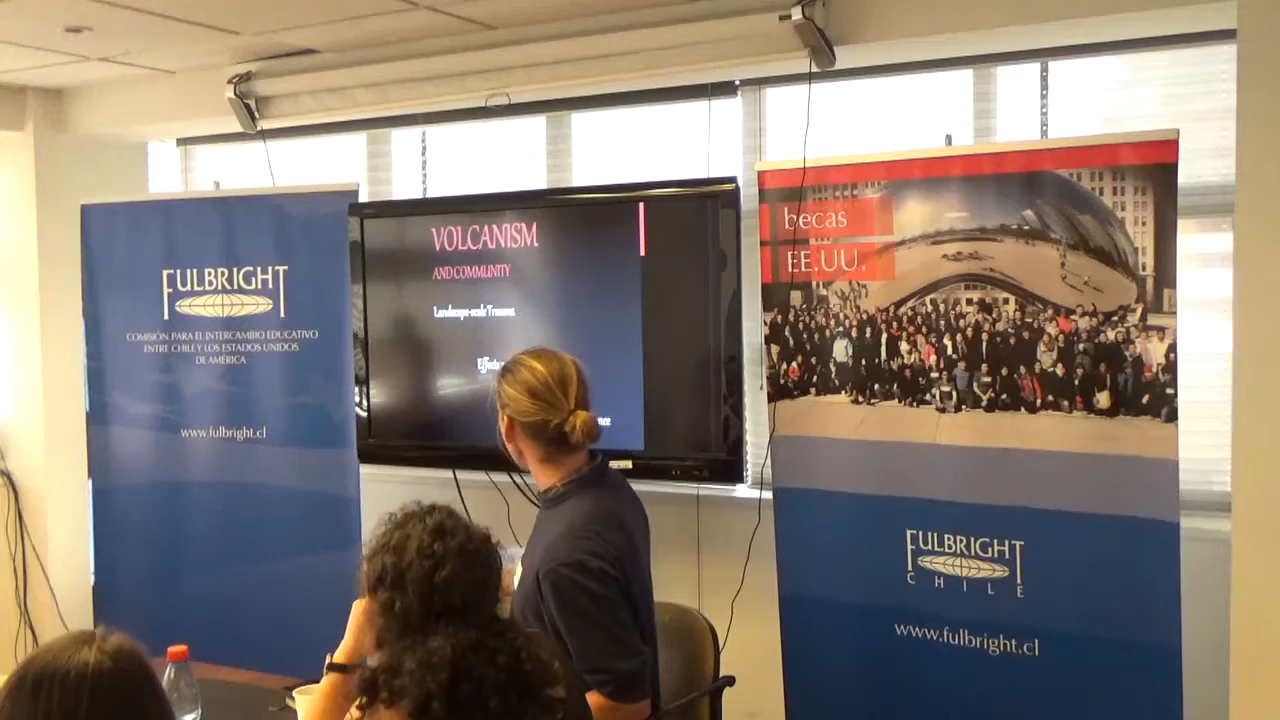 FULBRIGHT
COMISIÓN PARA EL INTERCAMBIO EDUCATIVO
ENTRE CHILE Y LOS ESTADOS UNIDOS
DE AMÉRICA
www.fulbright.cl
VOLCANISM
AND COMMUNITY
Landscape-scale Trauma
Effects
becas
EE.UU.
FULBRIGHT
CHILE
www.fulbright.cl